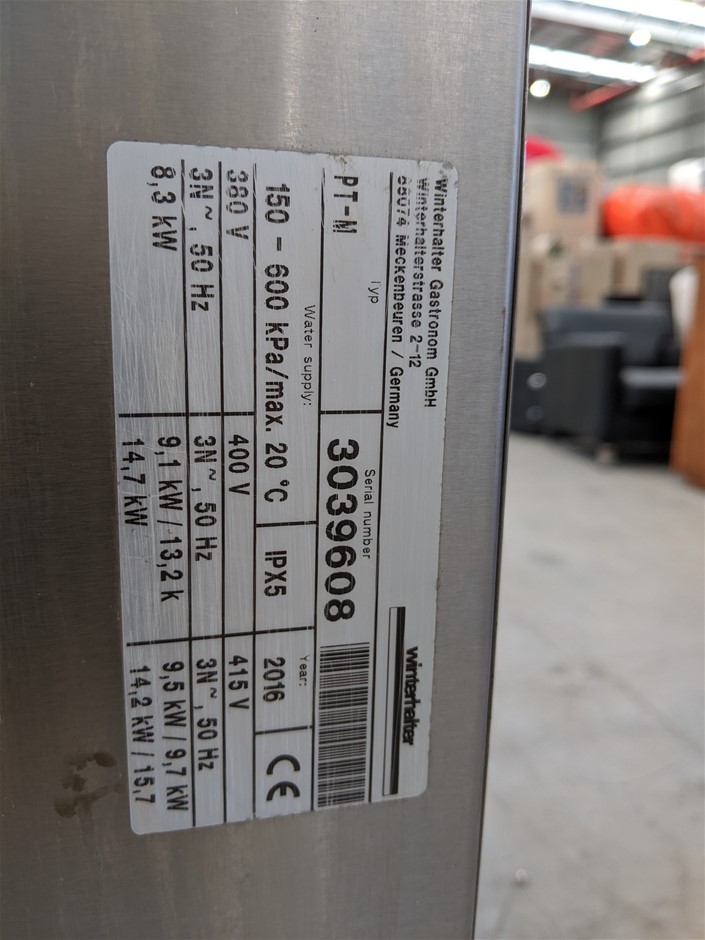 Winterhalter Gastronom GmbH
Winterhalterstrasse 2-12
88074 Meckenbeuren / Germany
winterhalter
Typ
PT-M
Serial number
3039608
Water supply:
150 - 600 kPa/max. 20 °C
IPX5
Year:
2016
CE
380 V
400 V
415 V
3N~, 50 Hz
3N~, 50 Hz
3N~, 50 Hz
8,3 kW
9,1 kW / 13,2 k
9,5 kW / 9,7 kW
14,7 kW
14,2 kW / 15,7